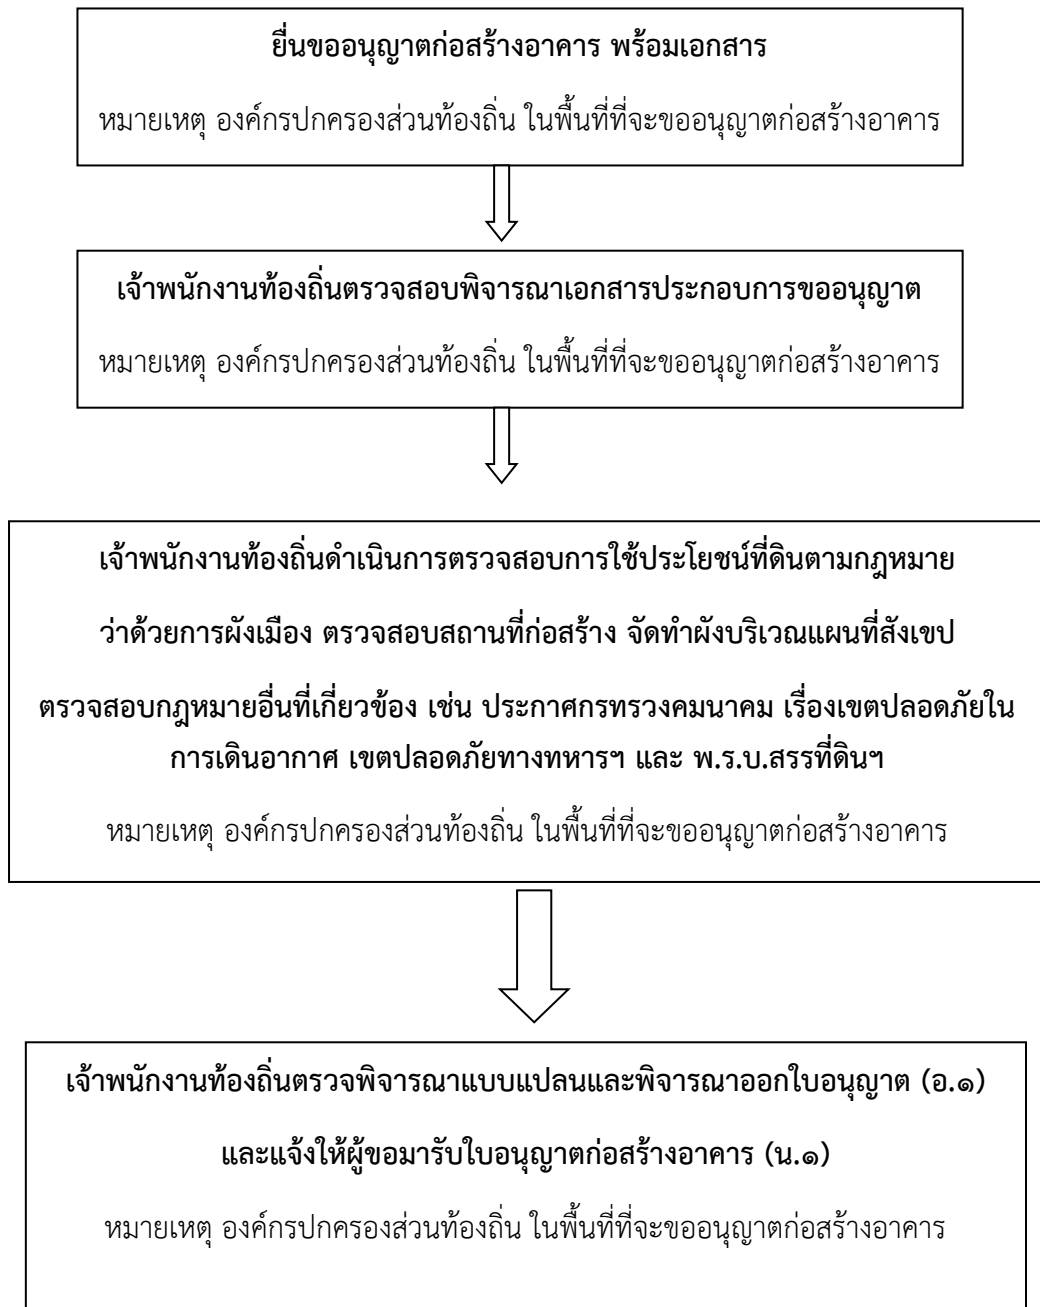 ยื่นขออนุญาตก่อสร้างอาคาร พร้อมเอกสาร
หมายเหตุ องค์กรปกครองส่วนท้องถิ่น ในพื้นที่ที่จะขออนุญาตก่อสร้างอาคาร
เจ้าพนักงานท้องถิ่นตรวจสอบพิจารณาเอกสารประกอบการขออนุญาต
หมายเหตุ องค์กรปกครองส่วนท้องถิ่น ในพื้นที่ที่จะขออนุญาตก่อสร้างอาคาร
เจ้าพนักงานท้องถิ่นดำเนินการตรวจสอบการใช้ประโยชน์ที่ดินตามกฎหมาย
ว่าด้วยการผังเมือง ตรวจสอบสถานที่ก่อสร้าง จัดทำผังบริเวณแผนที่สังเขป
ตรวจสอบกฎหมายอื่นที่เกี่ยวข้อง เช่น ประกาศกรทรวงคมนาคม เรื่องเขตปลอดภัยใน
การเดินอากาศ เขตปลอดภัยทางทหารฯ และ พ.ร.บ.สรรที่ดินฯ
หมายเหตุ องค์กรปกครองส่วนท้องถิ่น ในพื้นที่ที่จะขออนุญาตก่อสร้างอาคาร
เจ้าพนักงานท้องถิ่นตรวจพิจารณาแบบแปลนและพิจารณาออกใบอนุญาต (อ.๑)
และแจ้งให้ผู้ขอมารับใบอนุญาตก่อสร้างอาคาร (น.๑)
หมายเหตุ องค์กรปกครองส่วนท้องถิ่น ในพื้นที่ที่จะขออนุญาตก่อสร้างอาคาร